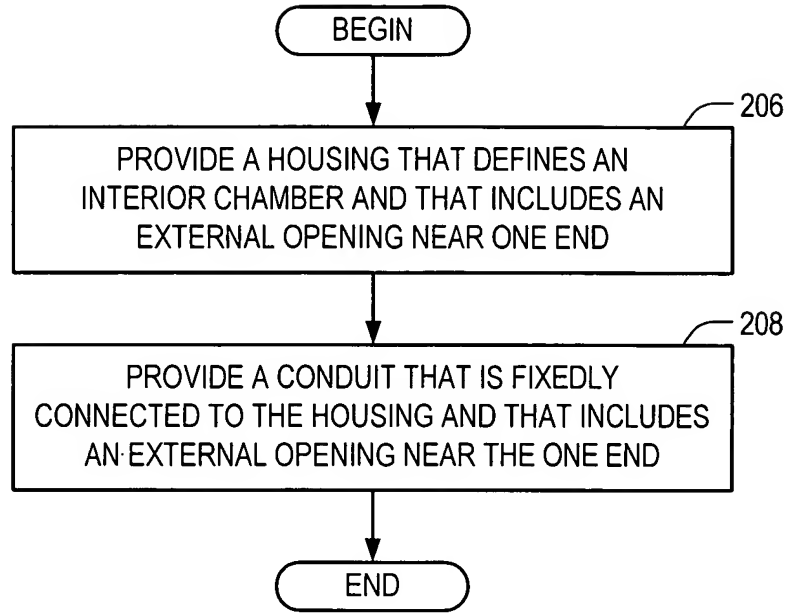 BEGIN
206
PROVIDE A HOUSING THAT DEFINES AN
INTERIOR CHAMBER AND THAT INCLUDES AN
EXTERNAL OPENING NEAR ONE END
208
PROVIDE A CONDUIT THAT IS FIXEDLY
CONNECTED TO THE HOUSING AND THAT INCLUDES
AN EXTERNAL OPENING NEAR THE ONE END
END